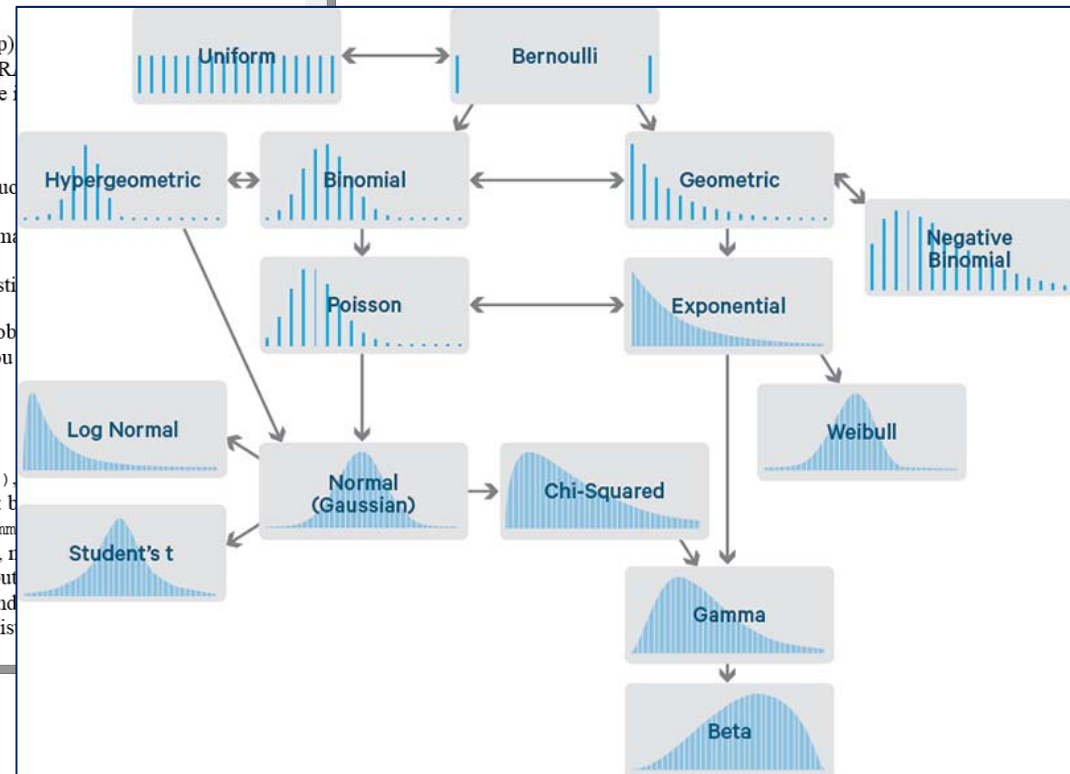 Uniform
Bernoulli
Hypergeometric
Binomial
Geometric
Negative
Binomial
Poisson
Exponential
Log Normal
Weibull
Normal
(Gaussian)
Chi-Squared
Student's t
Gamma
Beta